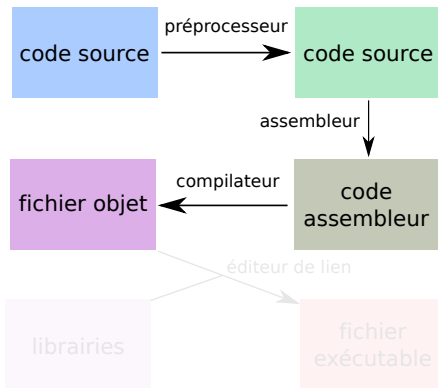 préprocesseur
code source
code source
assembleur
compilateur
fichier objet
code
assembleur
éditeur de lien
librairies
fichier
exécutable